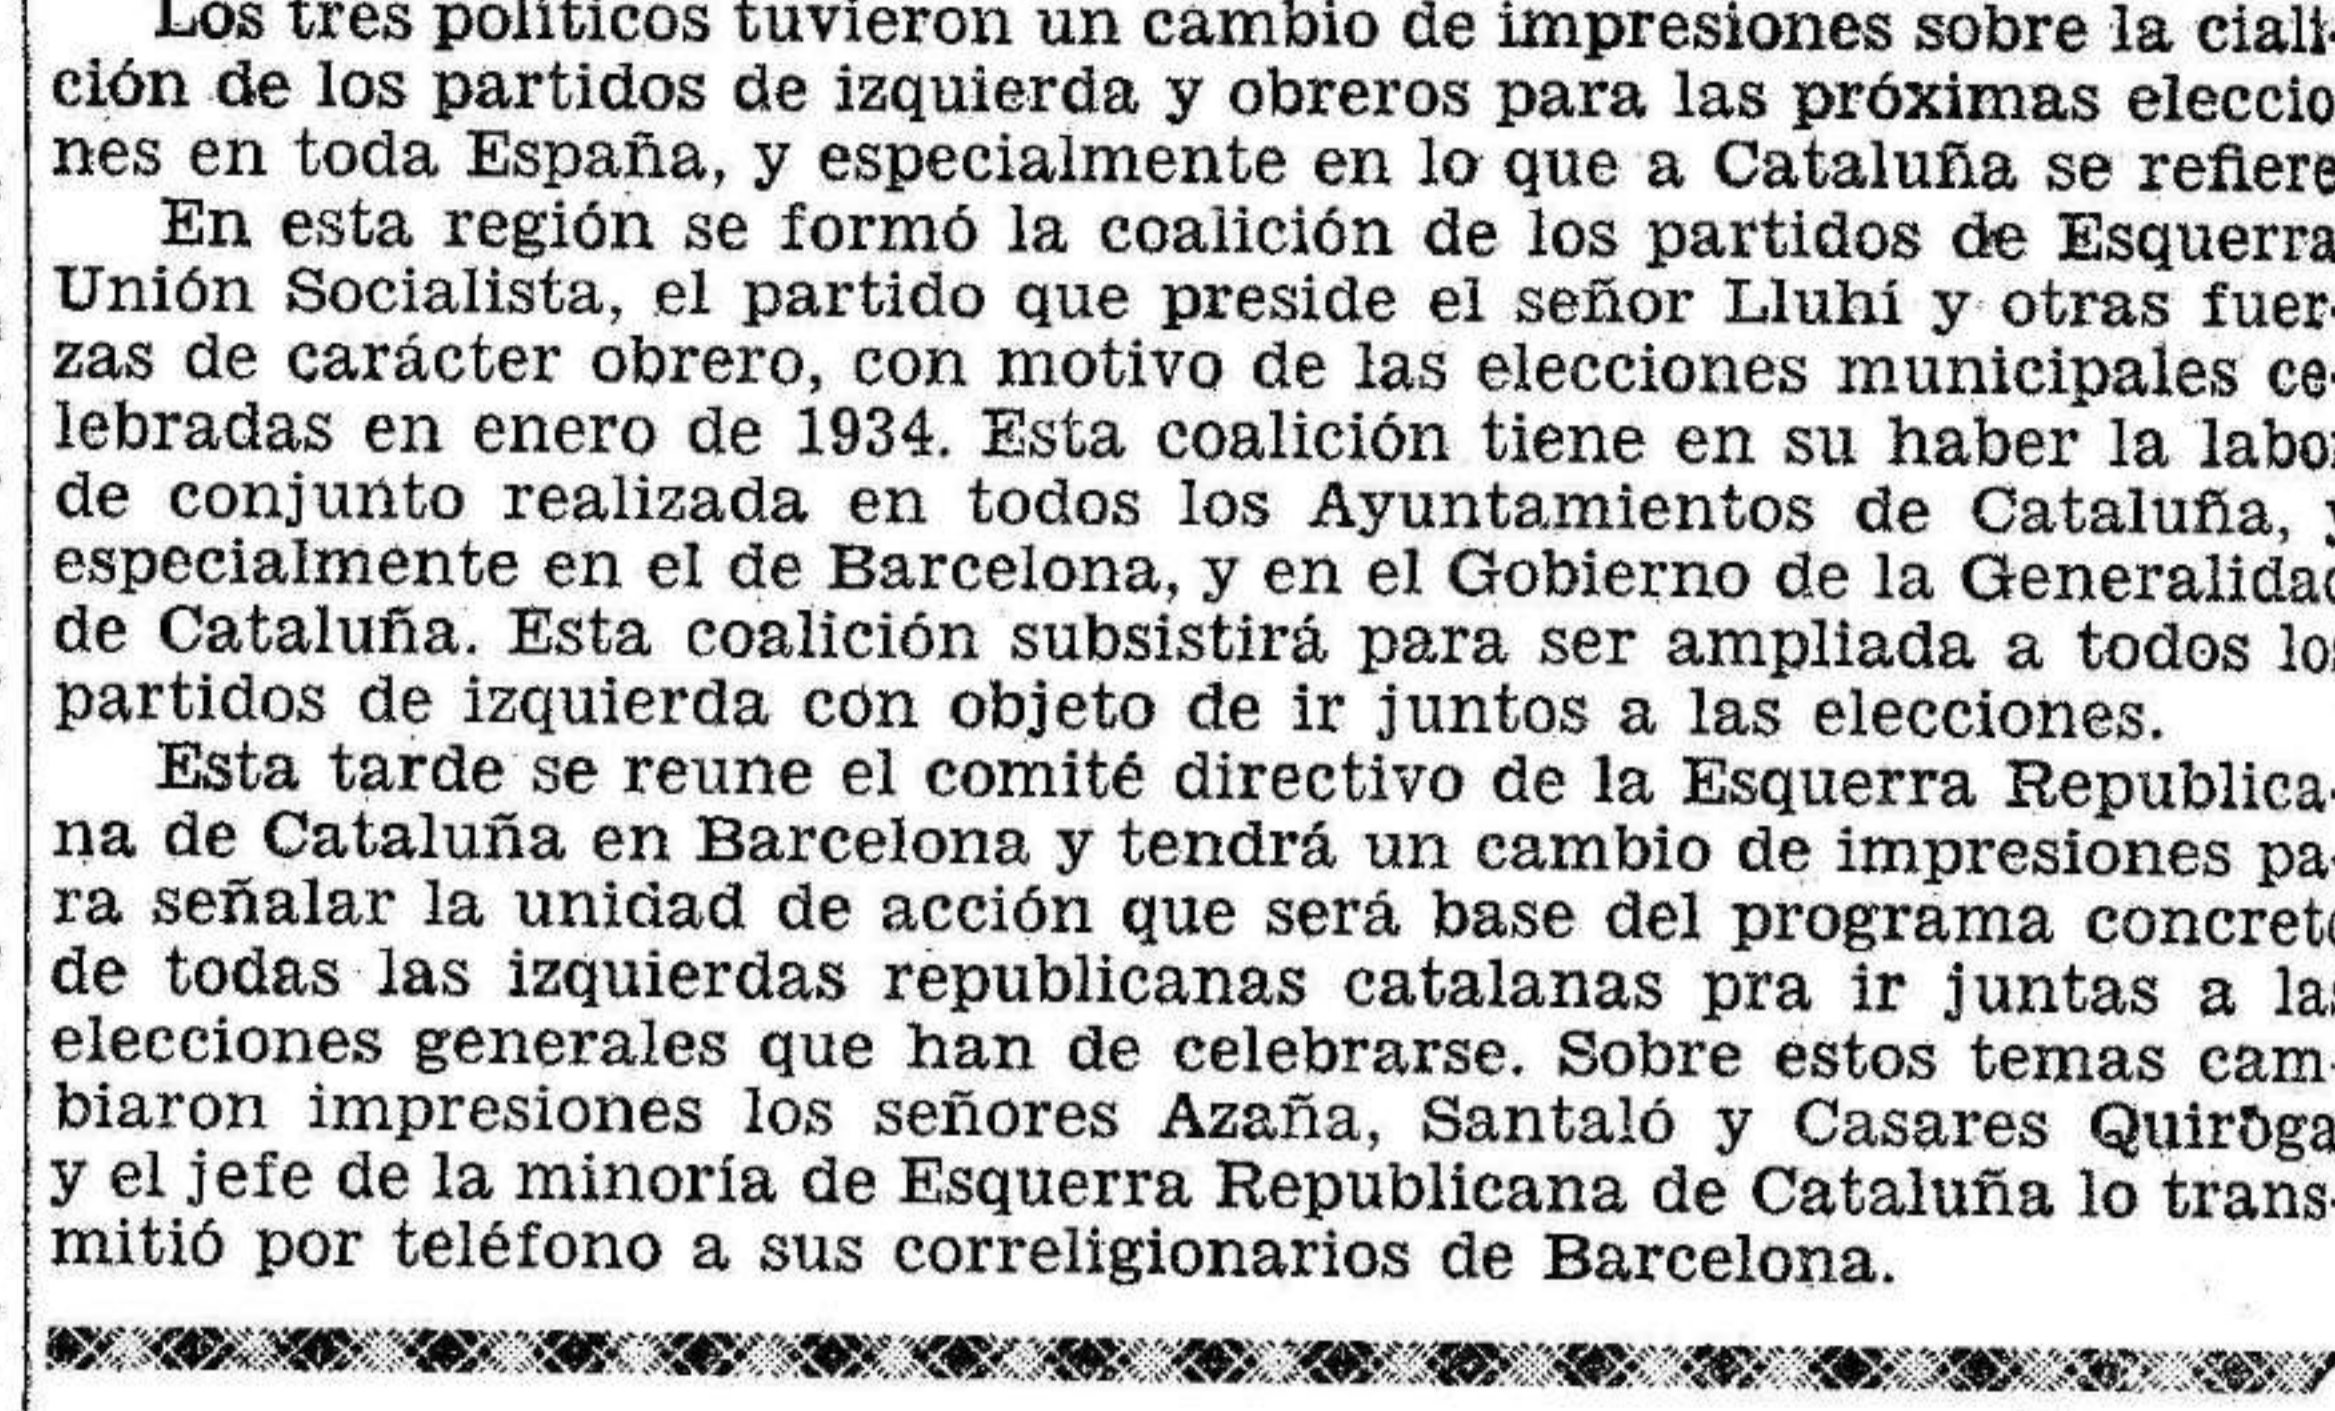 Los tres políticos tuvieron un cambio de impresiones sobre la ciali-
ción de los partidos de izquierda y obreros para las próximas eleccio
nes en toda España, y especialmente en lo que a Cataluña se refiere
En esta región se formó la coalición de los partidos de Esquerra
Unión Socialista, el partido que preside el señor Lluhí y otras fuer-
zas de carácter obrero, con motivo de las elecciones municipales ce-
lebradas en enero de 1934. Esta coalición tiene en su haber la labor
de conjunto realizada en todos los Ayuntamientos de Cataluña, y
especialmente en el de Barcelona, y en el Gobierno de la Generalidad
de Cataluña. Esta coalición subsistirá para ser ampliada a todos los
partidos de izquierda con objeto de ir juntos a las elecciones.
Esta tarde se reune el comité directivo de la Esquerra Republica-
na de Cataluña en Barcelona y tendrá un cambio de impresiones pa-
ra señalar la unidad de acción que será base del programa concreto
de todas las izquierdas republicanas catalanas pra ir juntas a las
elecciones generales que han de celebrarse. Sobre estos temas cam-
biaron impresiones los señores Azaña, Santaló y Casares Quiroga
y el jefe de la minoría de Esquerra Republicana de Cataluña lo trans-
mitió por teléfono a sus correligionarios de Barcelona.